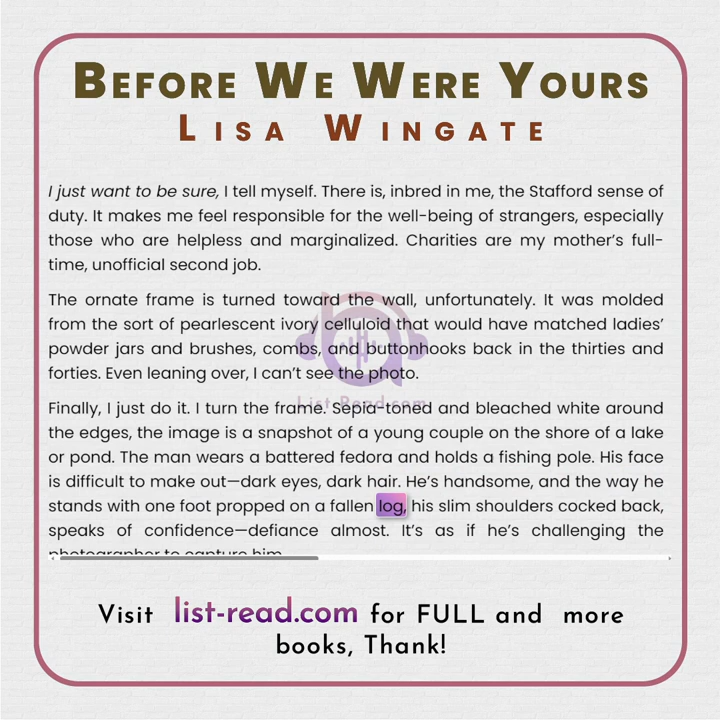 BEFORE WE WERE YOURS
LISA WINGATE
I just want to be sure, I tell myself. There is, inbred in me, the Stafford sense of
duty. It makes me feel responsible for the well-being of strangers, especially
those who are helpless and marginalized. Charities are my mother’s full-
time, unofficial second job.
The ornate frame is turned toward the wall, unfortunately. It was molded
from the sort of pearlescent ivory celluloid that would have matched ladies’
powder jars and brushes, combs, and buttonhooks back in the thirties and
forties. Even leaning over, I can’t see the photo.
List-Read.com
Finally, I just do it. I turn the frame. Sepia-toned and bleached white around
the edges, the image is a snapshot of a young couple on the shore of a lake
or pond. The man wears a battered fedora and holds a fishing pole. His face
is difficult to make out—dark eyes, dark hair. He’s handsome, and the way he
stands with one foot propped on a fallen log, his slim shoulders cocked back,
speaks of confidence—defiance almost. It’s as if he’s challenging the
photographer to capture him.
Visit list-read.com for FULL and more
books, Thank!